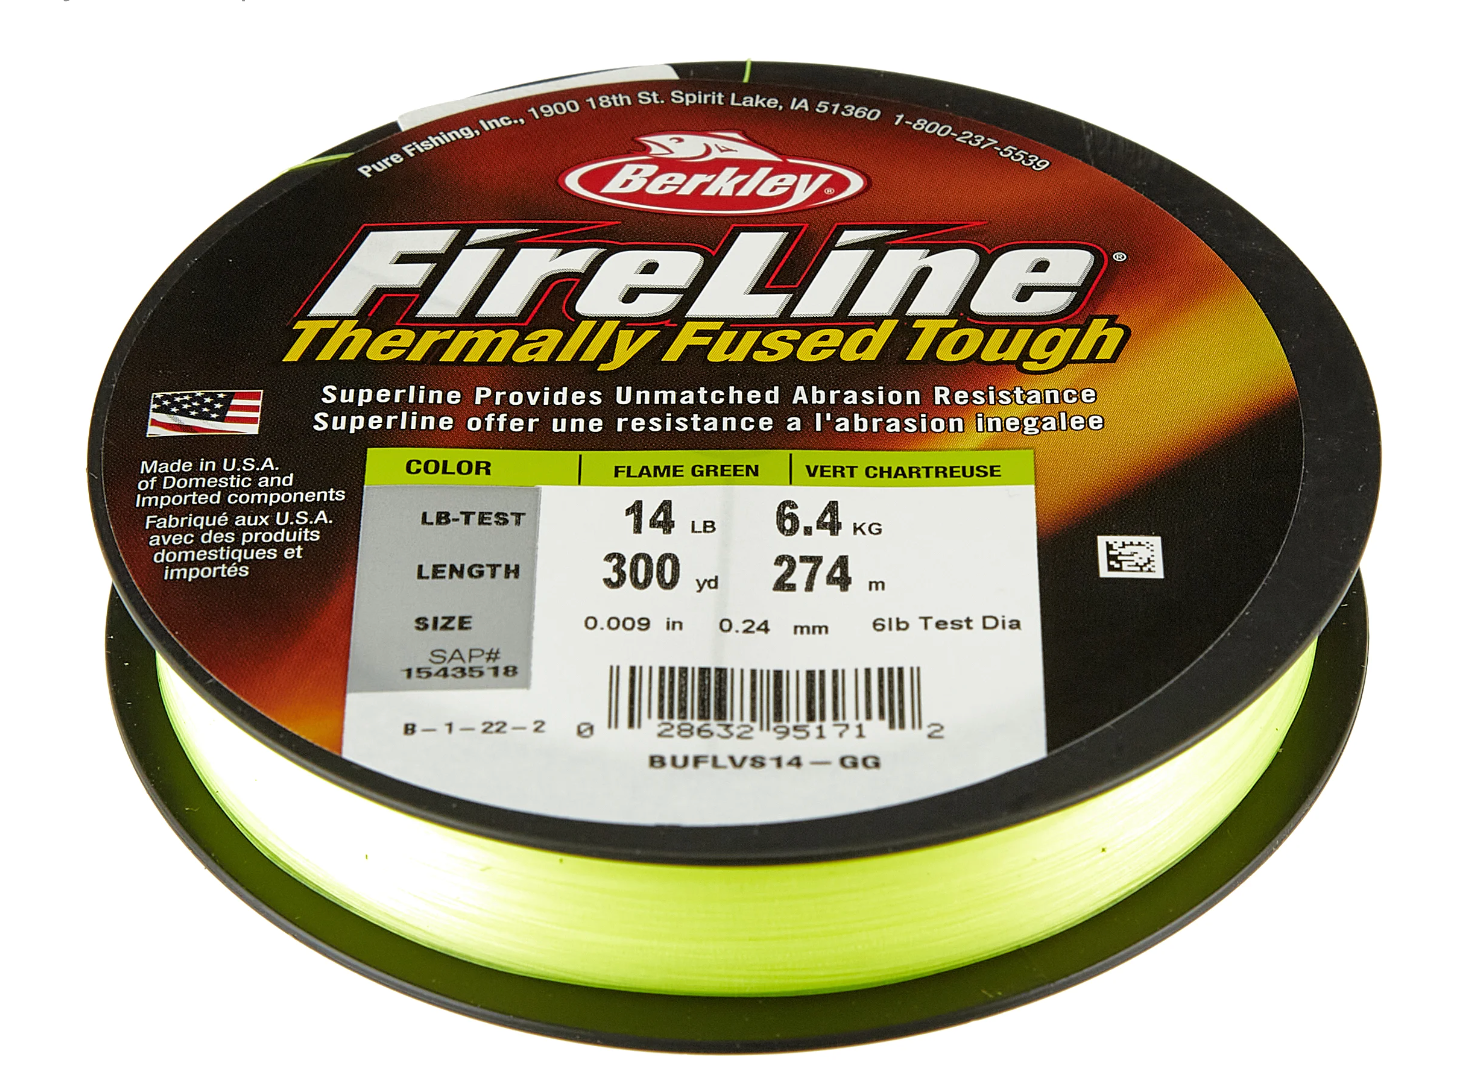 Pure Fishing, Inc., 1900 18th St. Spirit Lake, IA 51360 1-800-237-5539
Berkley®
FireLine®
Thermally Fused Tough
Superline Provides Unmatched Abrasion Resistance
Superline offer une resistance a l'abrasion inegalee
Made in U.S.A.
of Domestic and
Imported components
Fabriqué aux U.S.A.
avec des produits
domestiques et
importés
COLOR FLAME GREEN VERT CHARTREUSE
LB-TEST 14 LB 6.4 KG
LENGTH 300 yd 274 m
SIZE 0.009 in 0.24 mm 6lb Test Dia
SAP#
1543518
B-1-22-2
0 28632 95171 2
BUFLVS14-GG